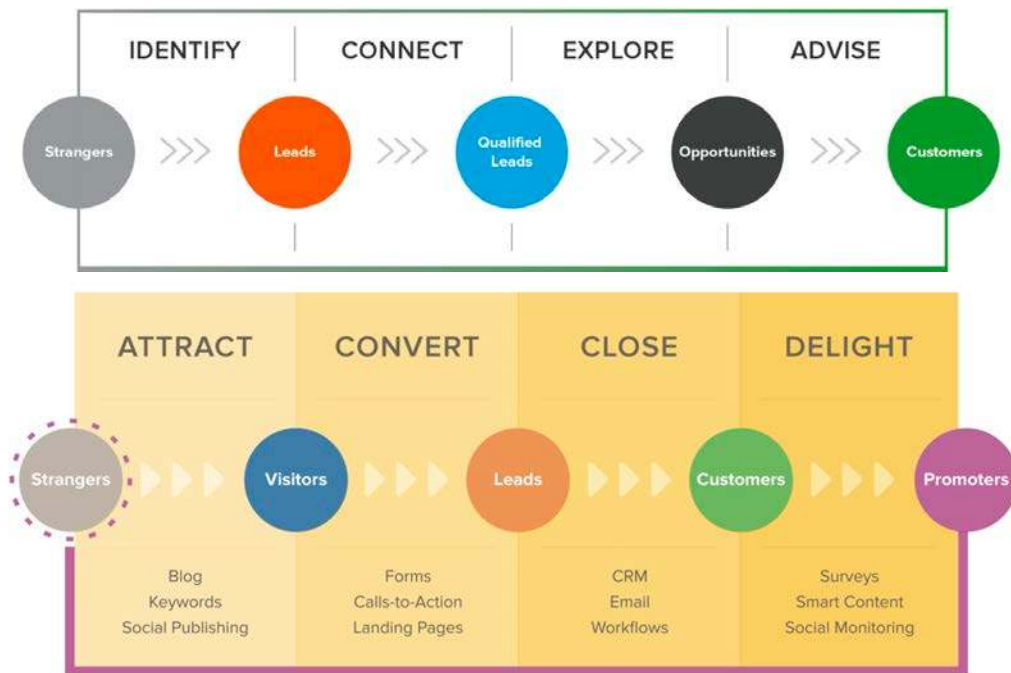 IDENTIFY
CONNECT
EXPLORE
ADVISE
Strangers
Leads
Qualified
Leads
Opportunities
Customers
ATTRACT
CONVERT
CLOSE
DELIGHT
Strangers
Visitors
Leads
Customers
Promoters
Blog
Keywords
Social Publishing
Forms
Calls-to-Action
Landing Pages
CRM
Email
Workflows
Surveys
Smart Content
Social Monitoring